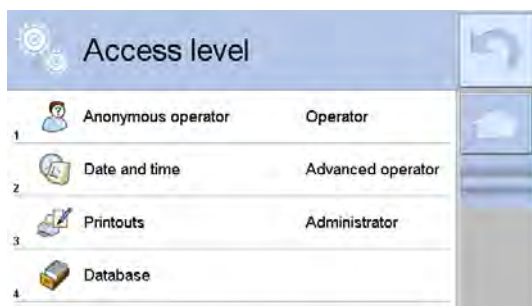 Access level
1 Anonymous operator Operator
2 Date and time Advanced operator
3 Printouts Administrator
4 Database